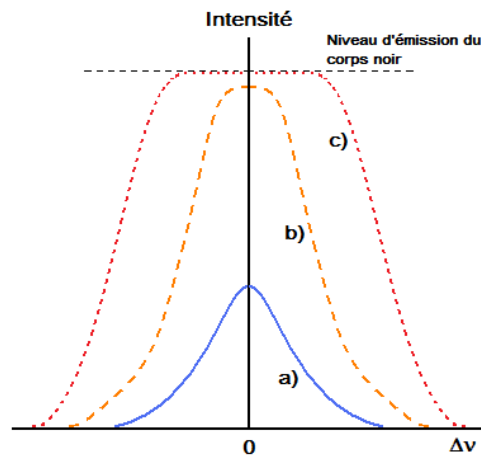 Intensité
Niveau d'émission du
corps noir
c)
b)
a)
0
Δν